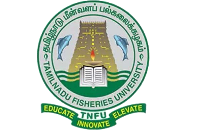 தமிழ்நாடு மீன்வளப் பல்கலைக்கழகம்
TAMILNADU FISHERIES UNIVERSITY
TNFU
EDUCATE INNOVATE ELEVATE